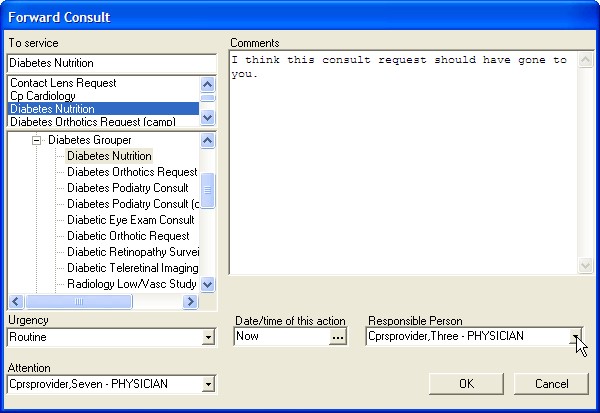 Forward Consult
To service
Diabetes Nutrition
Contact Lens Request
Cp Cardiology
Diabetes Nutrition
Diabetes Orthotics Request (camp)
Diabetes Grouper
Diabetes Nutrition
Diabetes Orthotics Request
Diabetes Podiatry Consult
Diabetes Podiatry Consult (c
Diabetic Eye Exam Consult
Diabetic Orthotic Request
Diabetic Retinopathy Survei
Diabetic Teleretinal Imaging
Radiology Low/Vasc Study
Comments
I think this consult request should have gone to
you.
Urgency
Routine
Date/time of this action
Now
...
Responsible Person
Cprsprovider,Three - PHYSICIAN
Attention
Cprsprovider,Seven - PHYSICIAN
OK
Cancel